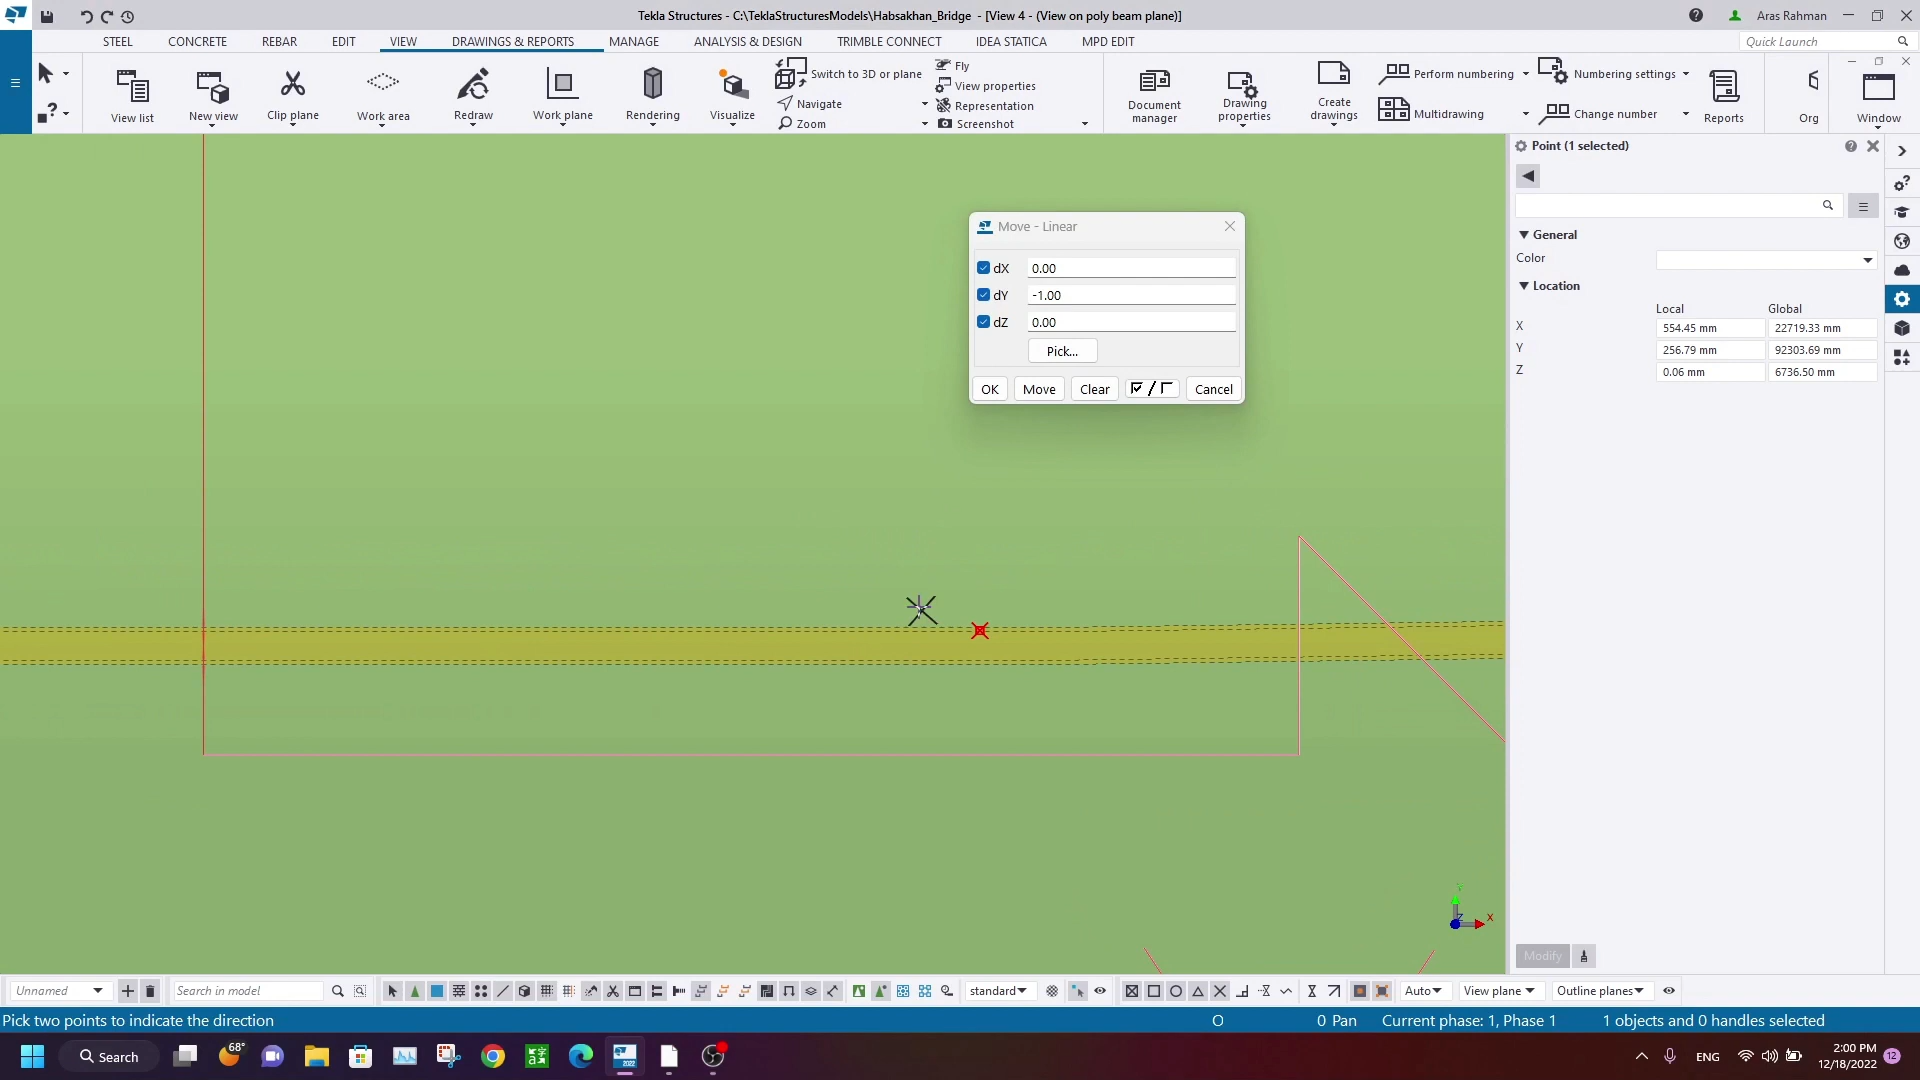 Tekla Structures - C:\TeklaStructuresModels\Habsakhan_Bridge - [View 4 - (View on poly beam plane)]
Aras Rahman
STEEL CONCRETE REBAR EDIT VIEW DRAWINGS & REPORTS MANAGE ANALYSIS & DESIGN TRIMBLE CONNECT IDEA STATICA MPD EDIT
Quick Launch
View list
New view
Clip plane
Work area
Redraw
Work plane
Rendering
Visualize
Switch to 3D or plane
Navigate
Zoom
Fly
View properties
Representation
Screenshot
Document manager
Drawing properties
Create drawings
Perform numbering
Multidrawing
Numbering settings
Change number
Reports
Org
Window
Point (1 selected)
General
Color
Location
Local Global
X 554.45 mm 22719.33 mm
Y 256.79 mm 92303.69 mm
Z 0.06 mm 6736.50 mm
Modify
Move - Linear
dX 0.00
dY -1.00
dZ 0.00
Pick...
OK Move Clear / Cancel
Y
Z X
Unnamed
Search in model
standard
Auto
View plane
Outline planes
Pick two points to indicate the direction
O 0 Pan Current phase: 1, Phase 1 1 objects and 0 handles selected
Search
68°
2022
ENG
2:00 PM
12/18/2022
12